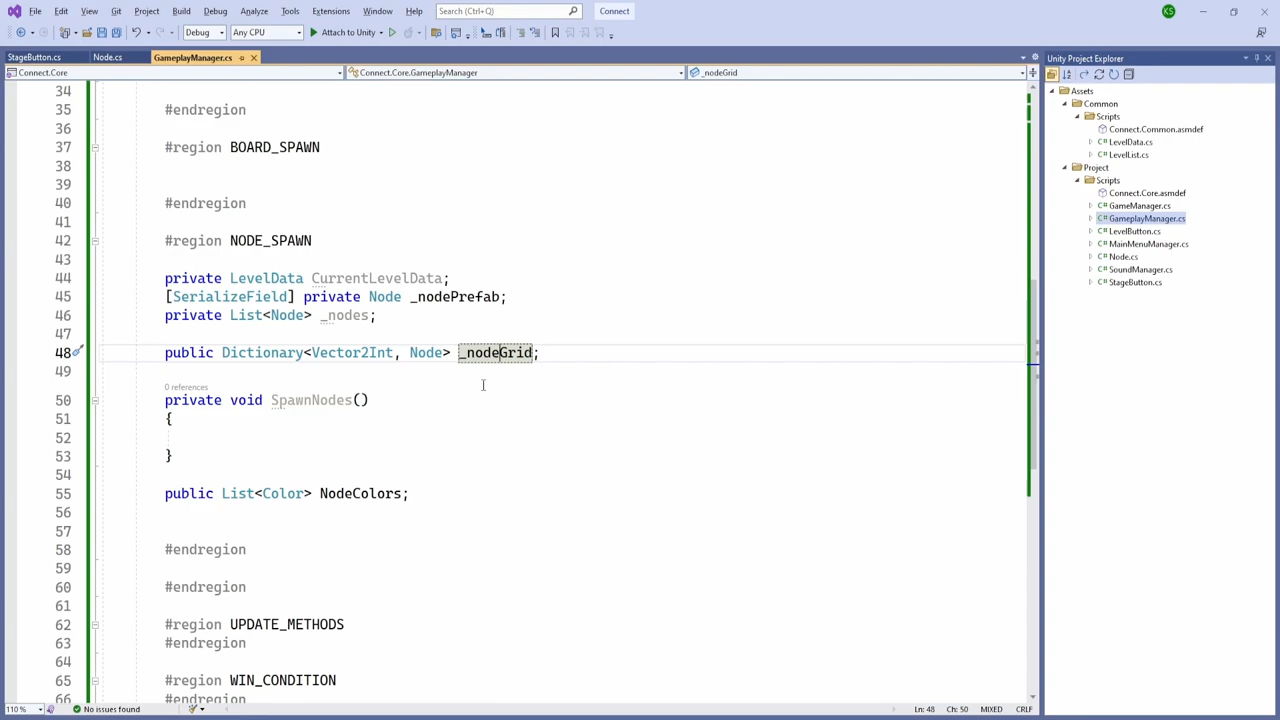 File Edit View Git Project Build Debug Analyze Tools Extensions Window Help Search (Ctrl+Q) Connect KS
Debug Any CPU Attach to Unity
StageButton.cs Node.cs GameplayManager.cs
Connect.Core Connect.Core.GameplayManager _nodeGrid
34
35 #endregion
36
37 #region BOARD_SPAWN
38
39
40 #endregion
41
42 #region NODE_SPAWN
43
44 private LevelData CurrentLevelData;
45 [SerializeField] private Node _nodePrefab;
46 private List<Node> _nodes;
47
48 public Dictionary<Vector2Int, Node> _nodeGrid;
49
0 references
50 private void SpawnNodes()
51 {
52
53 }
54
55 public List<Color> NodeColors;
56
57
58 #endregion
59
60 #endregion
61
62 #region UPDATE_METHODS
63 #endregion
64
65 #region WIN_CONDITION
66 #endregion
110% No issues found Ln: 48 Ch: 50 MIXED CRLF
Unity Project Explorer
Assets
Common
Scripts
Connect.Common.asmdef
C# LevelData.cs
C# LevelList.cs
Project
Scripts
Connect.Core.asmdef
C# GameManager.cs
C# GameplayManager.cs
C# LevelButton.cs
C# MainMenuManager.cs
C# Node.cs
C# SoundManager.cs
C# StageButton.cs